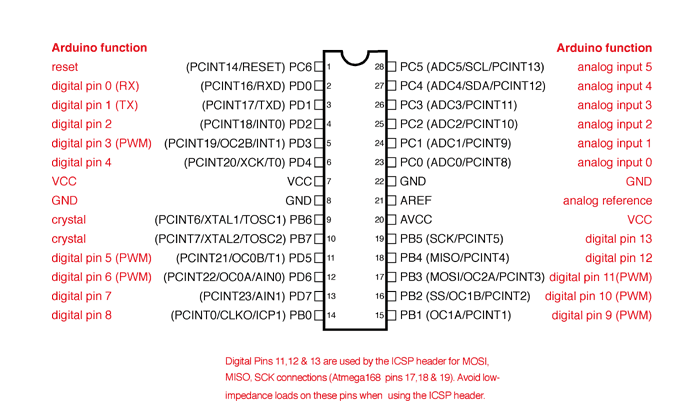 Arduino function Arduino function
reset (PCINT14/RESET) PC6 1 28 PC5 (ADC5/SCL/PCINT13) analog input 5
digital pin 0 (RX) (PCINT16/RXD) PD0 2 27 PC4 (ADC4/SDA/PCINT12) analog input 4
digital pin 1 (TX) (PCINT17/TXD) PD1 3 26 PC3 (ADC3/PCINT11) analog input 3
digital pin 2 (PCINT18/INT0) PD2 4 25 PC2 (ADC2/PCINT10) analog input 2
digital pin 3 (PWM) (PCINT19/OC2B/INT1) PD3 5 24 PC1 (ADC1/PCINT9) analog input 1
digital pin 4 (PCINT20/XCK/T0) PD4 6 23 PC0 (ADC0/PCINT8) analog input 0
VCC VCC 7 22 GND GND
GND GND 8 21 AREF analog reference
crystal (PCINT6/XTAL1/TOSC1) PB6 9 20 AVCC VCC
crystal (PCINT7/XTAL2/TOSC2) PB7 10 19 PB5 (SCK/PCINT5) digital pin 13
digital pin 5 (PWM) (PCINT21/OC0B/T1) PD5 11 18 PB4 (MISO/PCINT4) digital pin 12
digital pin 6 (PWM) (PCINT22/OC0A/AIN0) PD6 12 17 PB3 (MOSI/OC2A/PCINT3) digital pin 11(PWM)
digital pin 7 (PCINT23/AIN1) PD7 13 16 PB2 (SS/OC1B/PCINT2) digital pin 10 (PWM)
digital pin 8 (PCINT0/CLKO/ICP1) PB0 14 15 PB1 (OC1A/PCINT1) digital pin 9 (PWM)
Digital Pins 11,12 & 13 are used by the ICSP header for MOSI,
MISO, SCK connections (Atmega168 pins 17,18 & 19). Avoid low-
impedance loads on these pins when using the ICSP header.